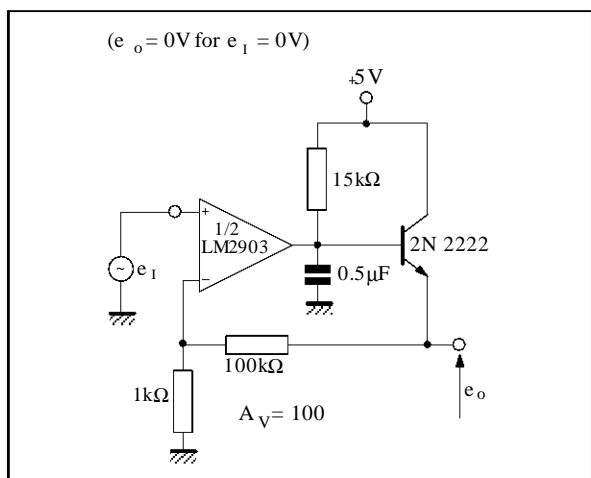 (e o = 0V for e I = 0V)
+5V
15kΩ
1/2
LM2903
+
−
2N 2222
~
e I
0.5μF
100kΩ
1kΩ
e o
A V = 100